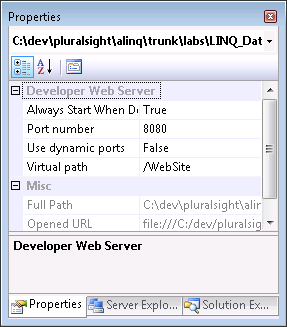 Properties
C:\dev\pluralsight\alinq\trunk\labs\LINQ_Dat
Developer Web Server
Always Start When De True
Port number 8080
Use dynamic ports False
Virtual path /WebSite
Misc
Full Path C:\dev\pluralsight\alin
Opened URL file:///C:/dev/pluralsi
Developer Web Server
Properties Server Explo... Solution Ex...